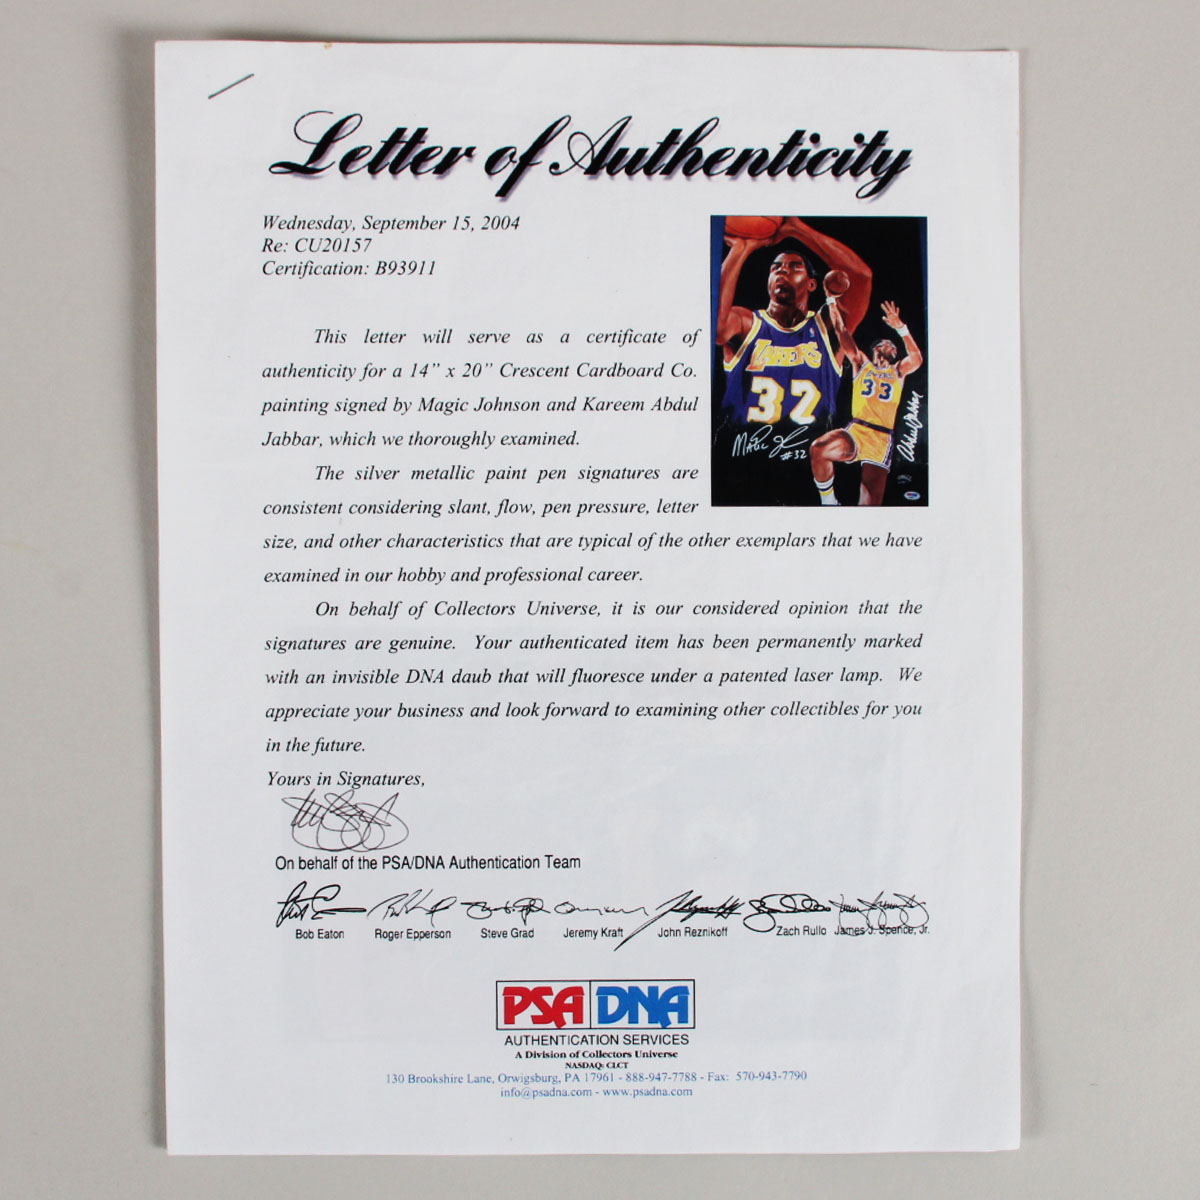 Letter of Authenticity
Wednesday, September 15, 2004
Re: CU20157
Certification: B93911
This letter will serve as a certificate of
authenticity for a 14" x 20" Crescent Cardboard Co.
painting signed by Magic Johnson and Kareem Abdul
Jabbar, which we thoroughly examined.
The silver metallic paint pen signatures are
consistent considering slant, flow, pen pressure, letter
size, and other characteristics that are typical of the other exemplars that we have
examined in our hobby and professional career.
LAKERS
32
33
#32
On behalf of Collectors Universe, it is our considered opinion that the
signatures are genuine. Your authenticated item has been permanently marked
with an invisible DNA daub that will fluoresce under a patented laser lamp. We
appreciate your business and look forward to examining other collectibles for you
in the future.
Yours in Signatures,
On behalf of the PSA/DNA Authentication Team
Bob Eaton Roger Epperson Steve Grad Jeremy Kraft John Reznikoff Zach Rullo James J. Spence, Jr.
PSA DNA
AUTHENTICATION SERVICES
A Division of Collectors Universe
NASDAQ: CLCT
130 Brookshire Lane, Orwigsburg, PA 17961 - 888-947-7788 - Fax: 570-943-7790
info@psadna.com - www.psadna.com